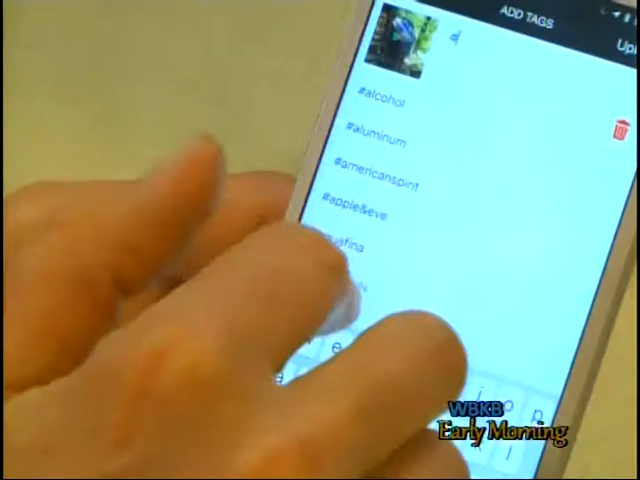 ADD TAGS
#alcohol
#aluminum
#americanspirit
#apple&eve
e
o p
l
WBKB
Early Morning